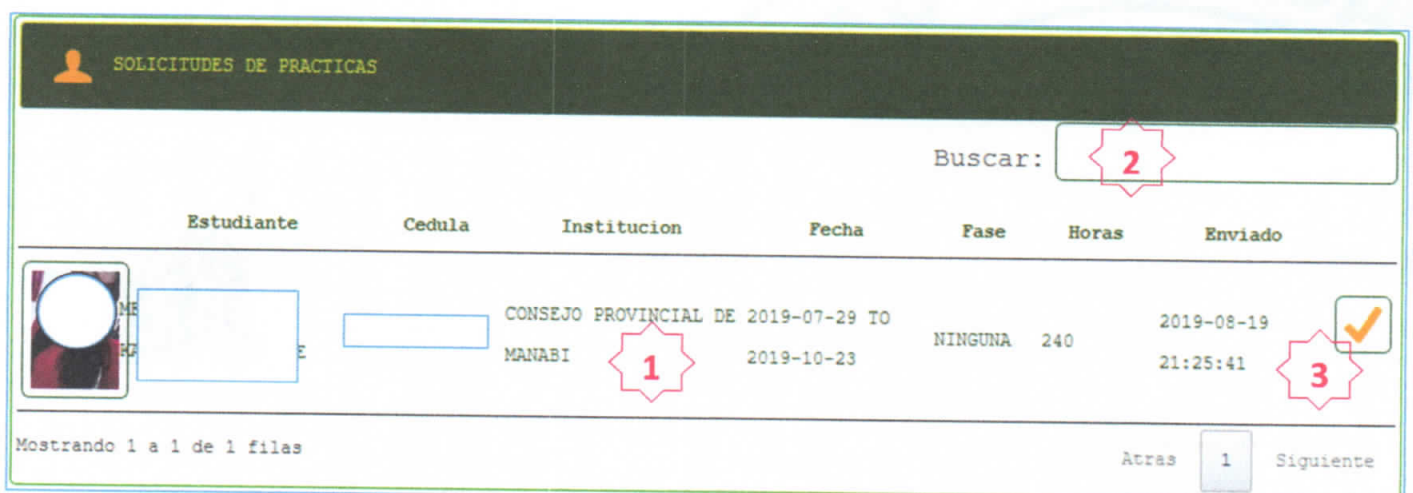 SOLICITUDES DE PRACTICAS
Buscar: 2
Estudiante Cedula Institucion Fecha Fase Horas Enviado
CONSEJO PROVINCIAL DE 2019-07-29 TO
MANABI 2019-10-23
NINGUNA 240
2019-08-19
21:25:41
1
3
Mostrando 1 a 1 de 1 filas
Atras 1 Siguiente